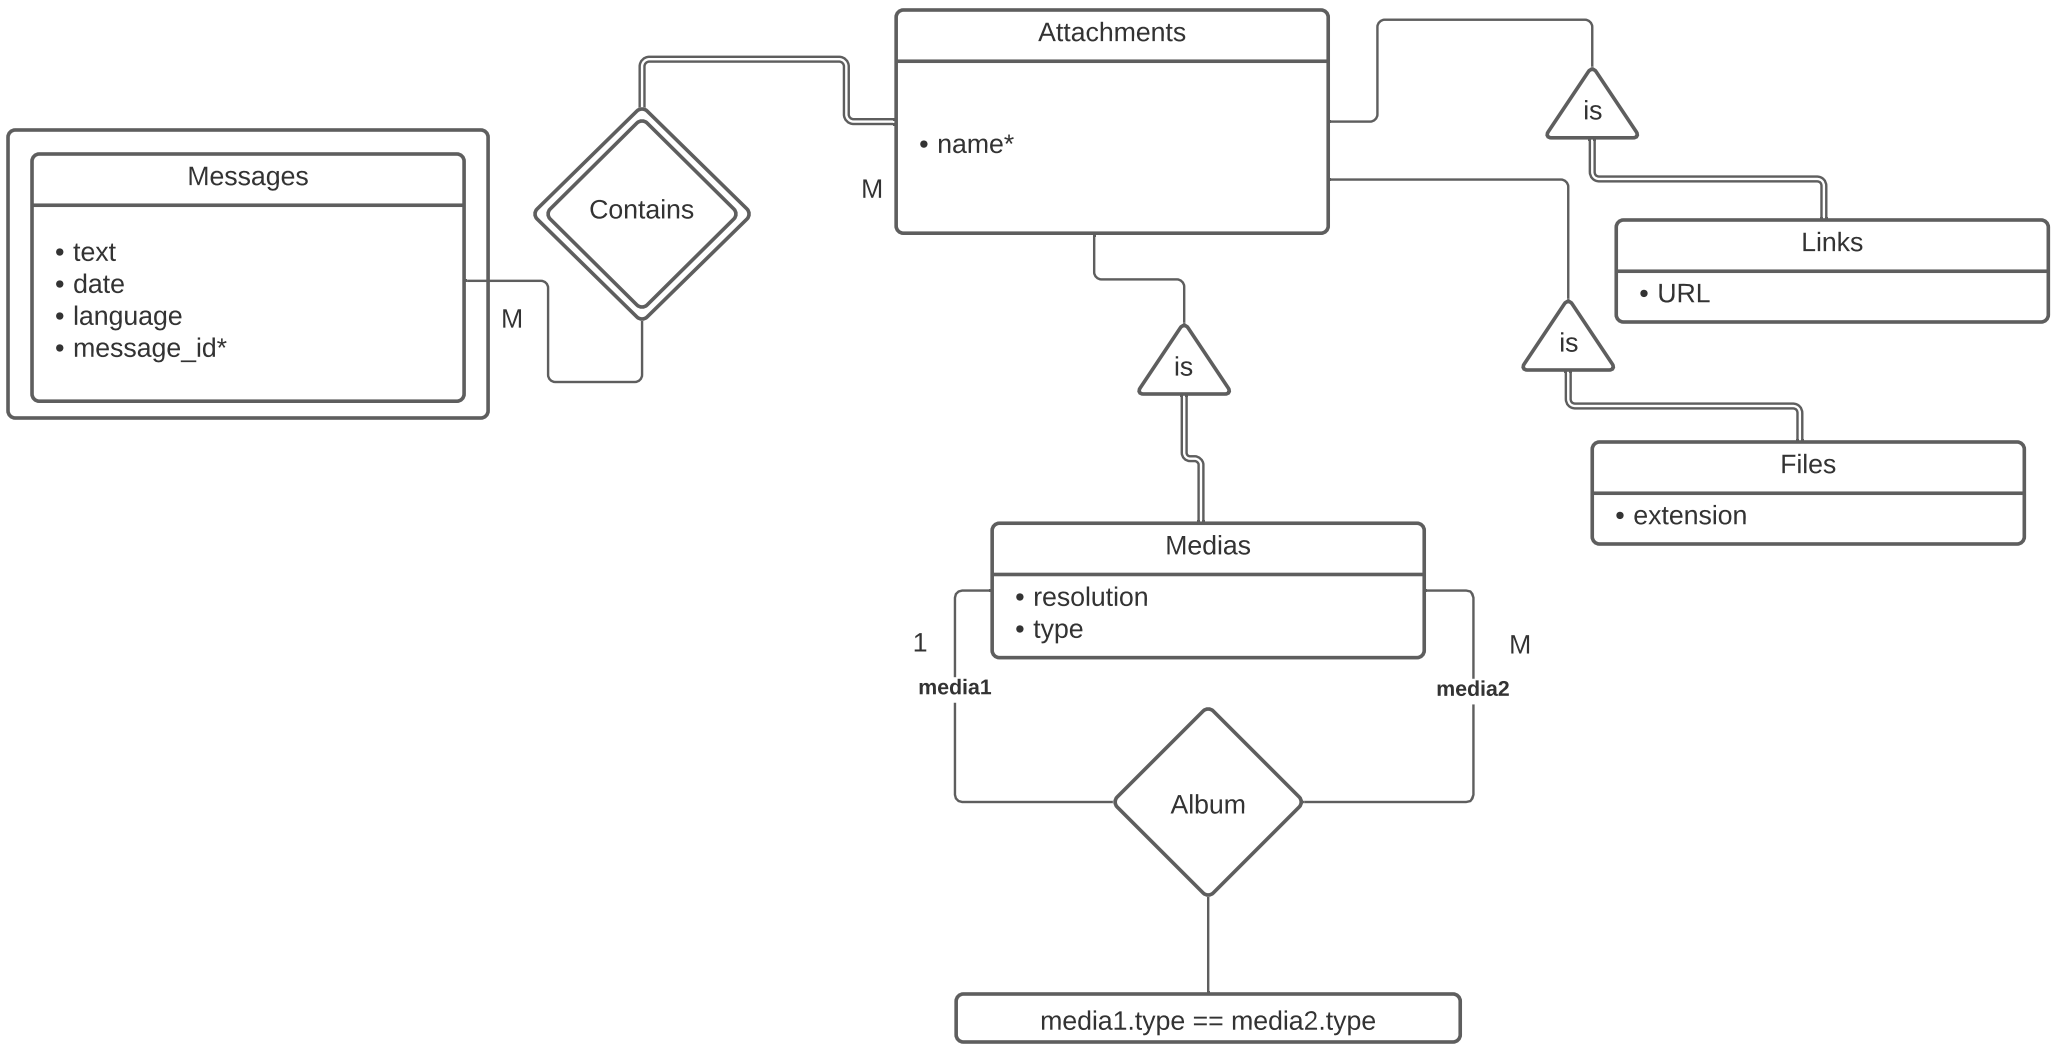 Attachments
• name*
is
Messages
• text
• date
• language
• message_id*
M
Contains
M
Links
• URL
is
is
Files
• extension
Medias
• resolution
• type
1
M
media1
media2
Album
media1.type == media2.type